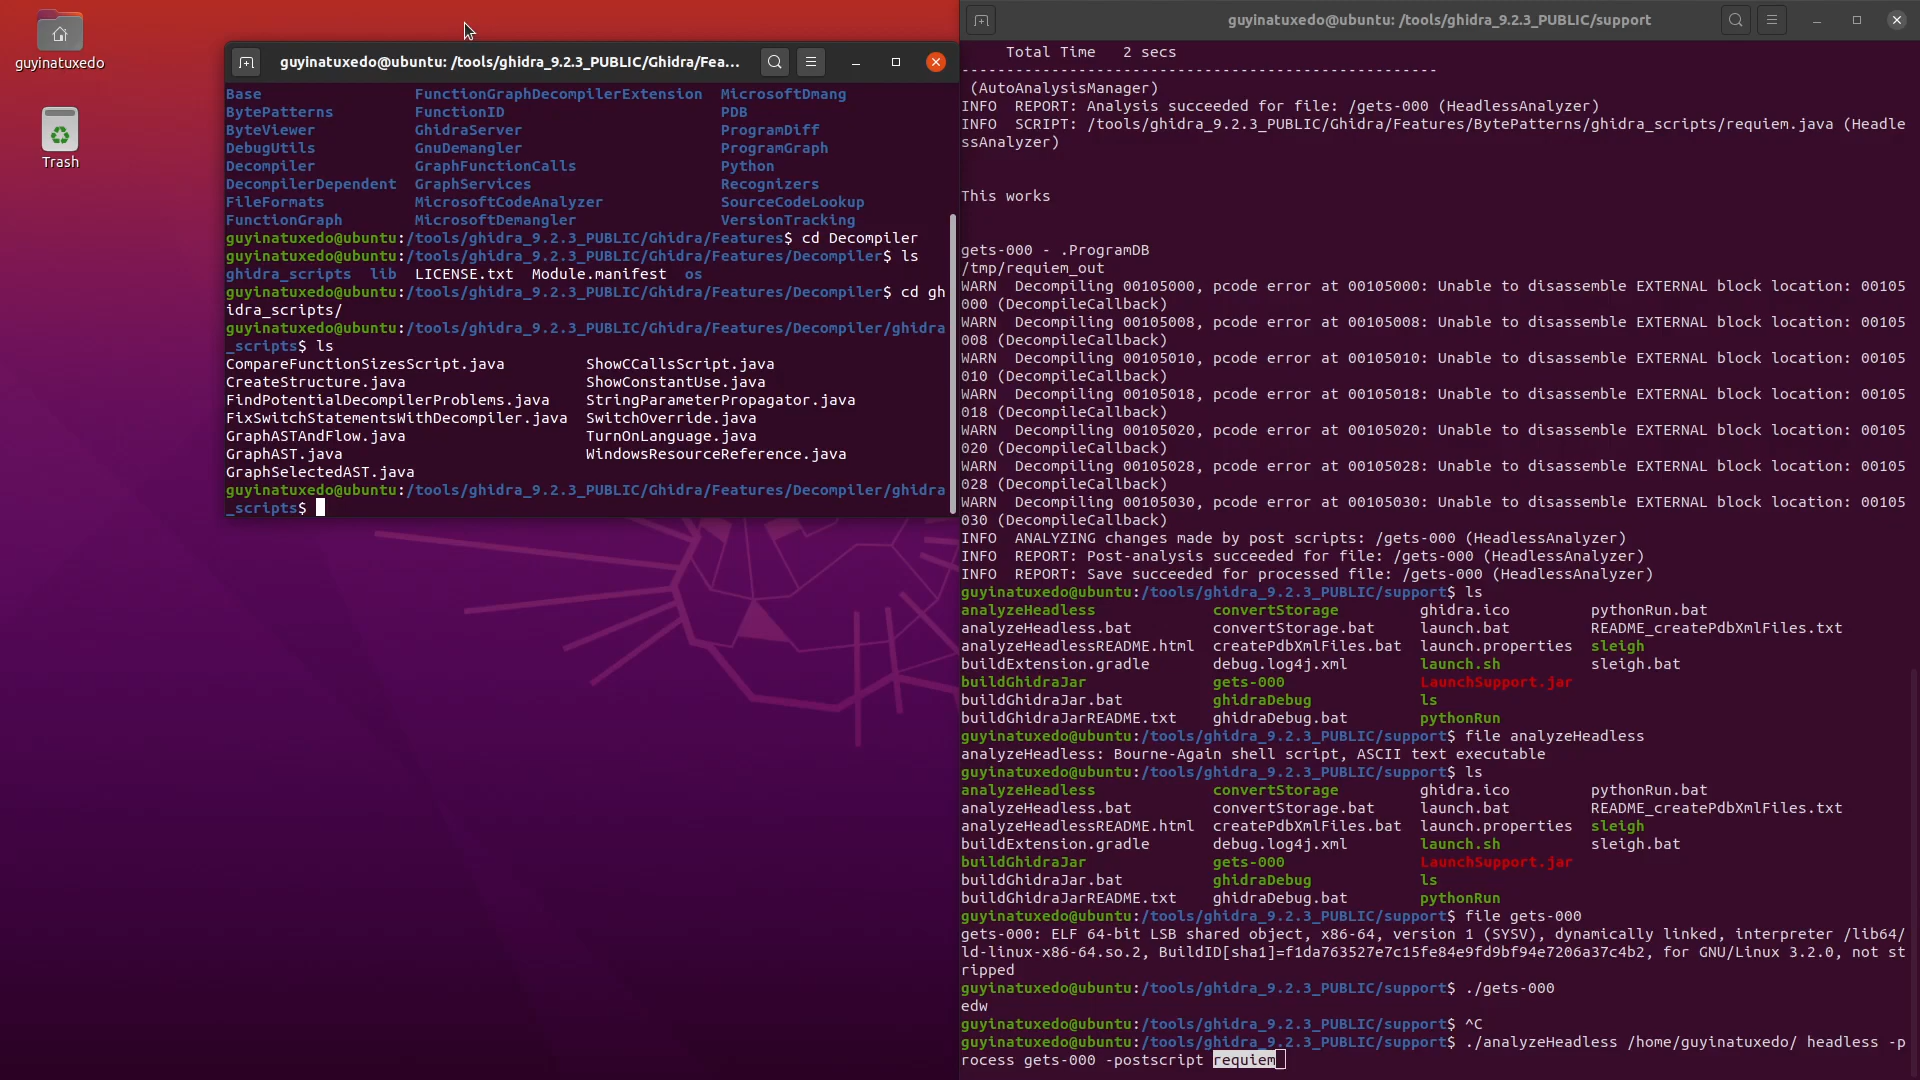 guyinatuxedo
Trash
guyinatuxedo@ubuntu: /tools/ghidra_9.2.3_PUBLIC/Ghidra/Fea...
Base FunctionGraphDecompilerExtension MicrosoftDmang
BytePatterns FunctionID PDB
ByteViewer GhidraServer ProgramDiff
DebugUtils GnuDemangler ProgramGraph
Decompiler GraphFunctionCalls Python
DecompilerDependent GraphServices Recognizers
FileFormats MicrosoftCodeAnalyzer SourceCodeLookup
FunctionGraph MicrosoftDemangler VersionTracking
guyinatuxedo@ubuntu:/tools/ghidra_9.2.3_PUBLIC/Ghidra/Features$ cd Decompiler
guyinatuxedo@ubuntu:/tools/ghidra_9.2.3_PUBLIC/Ghidra/Features/Decompiler$ ls
ghidra_scripts lib LICENSE.txt Module.manifest os
guyinatuxedo@ubuntu:/tools/ghidra_9.2.3_PUBLIC/Ghidra/Features/Decompiler$ cd gh
idra_scripts/
guyinatuxedo@ubuntu:/tools/ghidra_9.2.3_PUBLIC/Ghidra/Features/Decompiler/ghidra
_scripts$ ls
CompareFunctionSizesScript.java ShowCCallsScript.java
CreateStructure.java ShowConstantUse.java
FindPotentialDecompilerProblems.java StringParameterPropagator.java
FixSwitchStatementsWithDecompiler.java SwitchOverride.java
GraphASTAndFlow.java TurnOnLanguage.java
GraphAST.java WindowsResourceReference.java
GraphSelectedAST.java
guyinatuxedo@ubuntu:/tools/ghidra_9.2.3_PUBLIC/Ghidra/Features/Decompiler/ghidra
_scripts$
guyinatuxedo@ubuntu: /tools/ghidra_9.2.3_PUBLIC/support
Total Time 2 secs
-----------------------------------------------------
(AutoAnalysisManager)
INFO REPORT: Analysis succeeded for file: /gets-000 (HeadlessAnalyzer)
INFO SCRIPT: /tools/ghidra_9.2.3_PUBLIC/Ghidra/Features/BytePatterns/ghidra_scripts/requiem.java (Headle
ssAnalyzer)
This works
gets-000 - .ProgramDB
/tmp/requiem_out
WARN Decompiling 00105000, pcode error at 00105000: Unable to disassemble EXTERNAL block location: 00105
000 (DecompileCallback)
WARN Decompiling 00105008, pcode error at 00105008: Unable to disassemble EXTERNAL block location: 00105
008 (DecompileCallback)
WARN Decompiling 00105010, pcode error at 00105010: Unable to disassemble EXTERNAL block location: 00105
010 (DecompileCallback)
WARN Decompiling 00105018, pcode error at 00105018: Unable to disassemble EXTERNAL block location: 00105
018 (DecompileCallback)
WARN Decompiling 00105020, pcode error at 00105020: Unable to disassemble EXTERNAL block location: 00105
020 (DecompileCallback)
WARN Decompiling 00105028, pcode error at 00105028: Unable to disassemble EXTERNAL block location: 00105
028 (DecompileCallback)
WARN Decompiling 00105030, pcode error at 00105030: Unable to disassemble EXTERNAL block location: 00105
030 (DecompileCallback)
INFO ANALYZING changes made by post scripts: /gets-000 (HeadlessAnalyzer)
INFO REPORT: Post-analysis succeeded for file: /gets-000 (HeadlessAnalyzer)
INFO REPORT: Save succeeded for processed file: /gets-000 (HeadlessAnalyzer)
guyinatuxedo@ubuntu:/tools/ghidra_9.2.3_PUBLIC/support$ ls
analyzeHeadless convertStorage ghidra.ico pythonRun.bat
analyzeHeadless.bat convertStorage.bat launch.bat README_createPdbXmlFiles.txt
analyzeHeadlessREADME.html createPdbXmlFiles.bat launch.properties sleigh
buildExtension.gradle debug.log4j.xml launch.sh sleigh.bat
buildGhidraJar gets-000 LaunchSupport.jar
buildGhidraJar.bat ghidraDebug ls
buildGhidraJarREADME.txt ghidraDebug.bat pythonRun
guyinatuxedo@ubuntu:/tools/ghidra_9.2.3_PUBLIC/support$ file analyzeHeadless
analyzeHeadless: Bourne-Again shell script, ASCII text executable
guyinatuxedo@ubuntu:/tools/ghidra_9.2.3_PUBLIC/support$ ls
analyzeHeadless convertStorage ghidra.ico pythonRun.bat
analyzeHeadless.bat convertStorage.bat launch.bat README_createPdbXmlFiles.txt
analyzeHeadlessREADME.html createPdbXmlFiles.bat launch.properties sleigh
buildExtension.gradle debug.log4j.xml launch.sh sleigh.bat
buildGhidraJar gets-000 LaunchSupport.jar
buildGhidraJar.bat ghidraDebug ls
buildGhidraJarREADME.txt ghidraDebug.bat pythonRun
guyinatuxedo@ubuntu:/tools/ghidra_9.2.3_PUBLIC/support$ file gets-000
gets-000: ELF 64-bit LSB shared object, x86-64, version 1 (SYSV), dynamically linked, interpreter /lib64/
ld-linux-x86-64.so.2, BuildID[sha1]=f1da763527e7c15fe84e9fd9bf94e7206a37c4b2, for GNU/Linux 3.2.0, not st
ripped
guyinatuxedo@ubuntu:/tools/ghidra_9.2.3_PUBLIC/support$ ./gets-000
edw
guyinatuxedo@ubuntu:/tools/ghidra_9.2.3_PUBLIC/support$ ^C
guyinatuxedo@ubuntu:/tools/ghidra_9.2.3_PUBLIC/support$ ./analyzeHeadless /home/guyinatuxedo/ headless -p
rocess gets-000 -postscript requiem